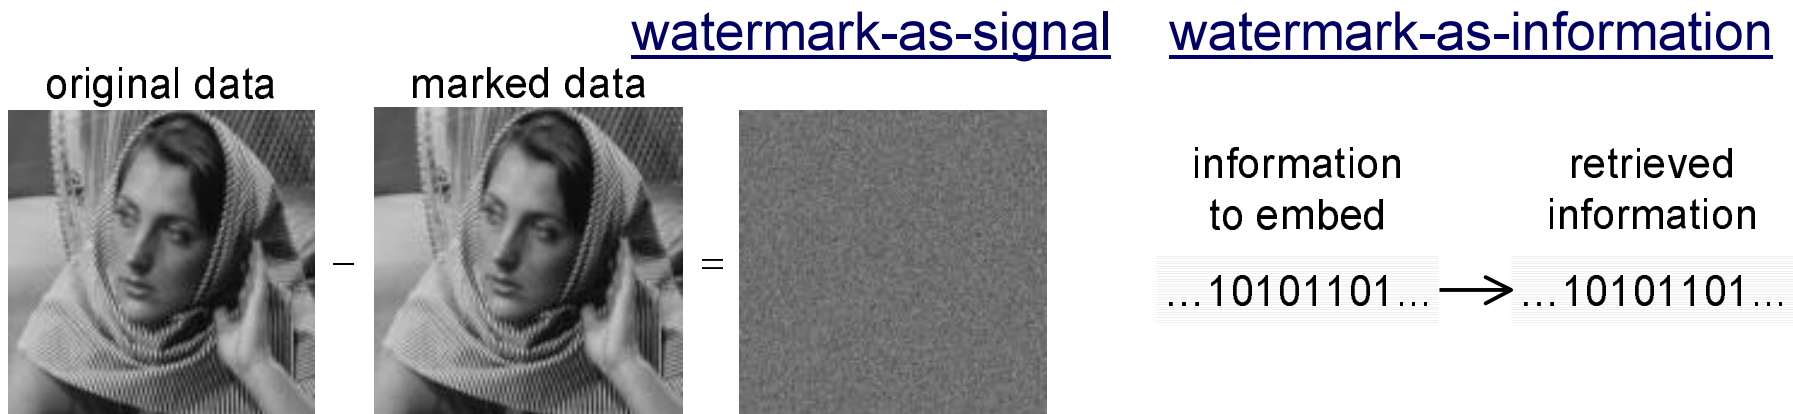 watermark-as-signal
watermark-as-information
original data
marked data
−
=
information
to embed
retrieved
information
...10101101...
...10101101...